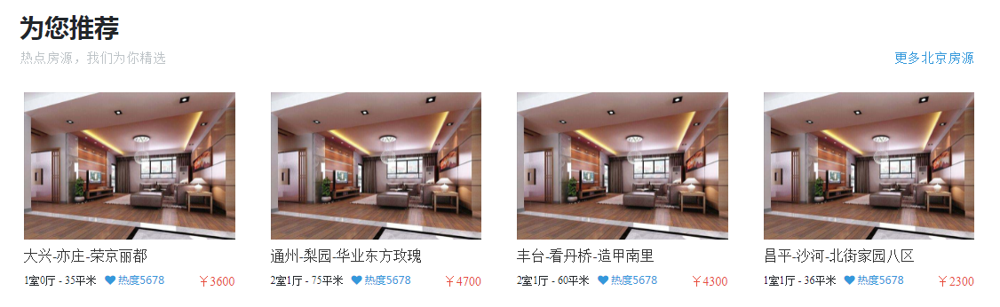 为您推荐
热点房源，我们为你精选
更多北京房源
大兴-亦庄-荣京丽都
1室0厅 - 35平米 热度5678 ￥3600
通州-梨园-华业东方玫瑰
2室1厅 - 75平米 热度5678 ￥4700
丰台-看丹桥-造甲南里
2室1厅 - 60平米 热度5678 ￥4300
昌平-沙河-北街家园八区
1室1厅 - 36平米 热度5678 ￥2300